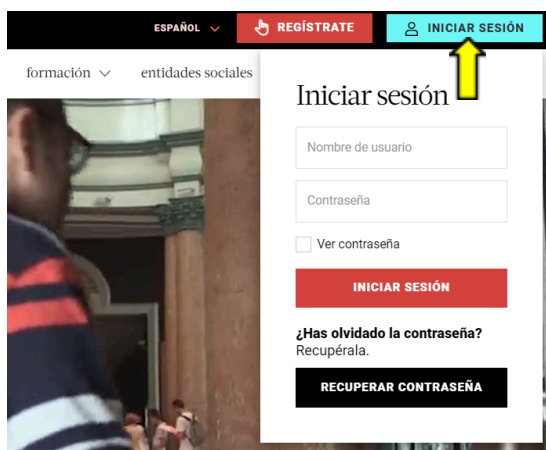 ESPAÑOL
REGÍSTRATE
INICIAR SESIÓN
formación
entidades sociales
Iniciar sesión
Nombre de usuario
Contraseña
Ver contraseña
INICIAR SESIÓN
¿Has olvidado la contraseña?
Recupérala.
RECUPERAR CONTRASEÑA